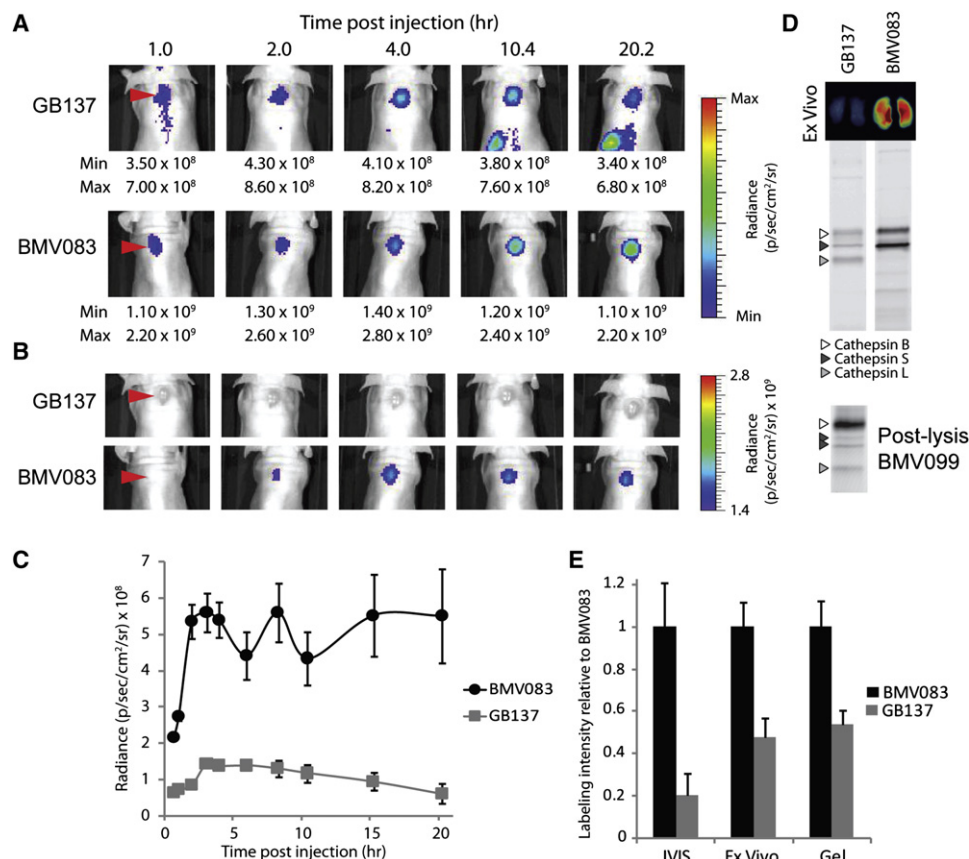 A
Time post injection (hr)
1.0 2.0 4.0 10.4 20.2
GB137
Min 3.50 x 10⁸ 4.30 x 10⁸ 4.10 x 10⁸ 3.80 x 10⁸ 3.40 x 10⁸
Max 7.00 x 10⁸ 8.60 x 10⁸ 8.20 x 10⁸ 7.60 x 10⁸ 6.80 x 10⁸
BMV083
Min 1.10 x 10⁹ 1.30 x 10⁹ 1.40 x 10⁹ 1.20 x 10⁹ 1.10 x 10⁹
Max 2.20 x 10⁹ 2.60 x 10⁹ 2.80 x 10⁹ 2.40 x 10⁹ 2.20 x 10⁹
Max
Radiance
(p/sec/cm²/sr)
Min
B
GB137
BMV083
2.8
Radiance
(p/sec/cm²/sr) x 10⁹
1.4
C
Radiance (p/sec/cm²/sr) x 10⁸
7
6
5
4
3
2
1
0
0 5 10 15 20
Time post injection (hr)
BMV083
GB137
D
GB137
BMV083
Ex Vivo
Cathepsin B
Cathepsin S
Cathepsin L
Post-lysis
BMV099
E
Labeling intensity relative to BMV083
1.2
1
0.8
0.6
0.4
0.2
0
IVIS Ex Vivo Gel
BMV083
GB137